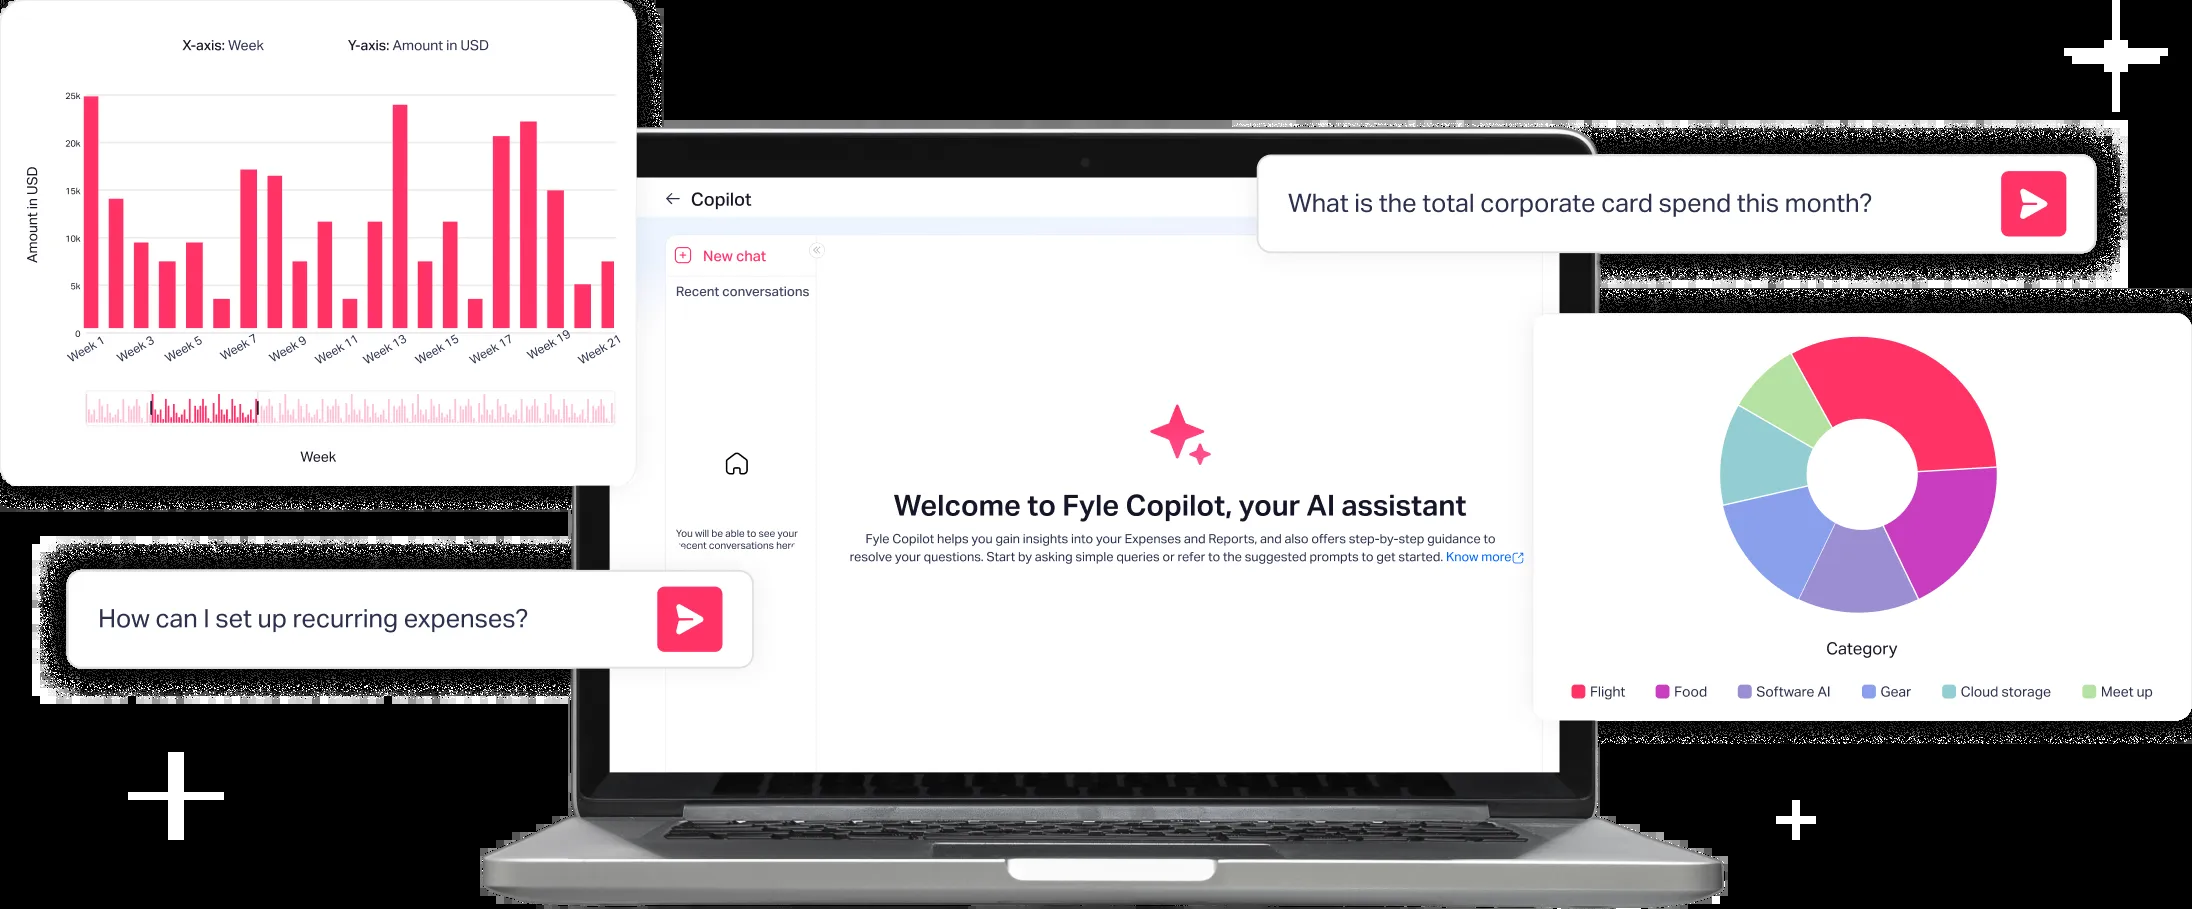 X-axis: Week
Y-axis: Amount in USD
Amount in USD
25k
20k
15k
10k
5k
0
Week 1
Week 3
Week 5
Week 7
Week 9
Week 11
Week 13
Week 15
Week 17
Week 19
Week 21
Week
Copilot
New chat
Recent conversations
You will be able to see your
recent conversations here
Welcome to Fyle Copilot, your AI assistant
Fyle Copilot helps you gain insights into your Expenses and Reports, and also offers step-by-step guidance to
resolve your questions. Start by asking simple queries or refer to the suggested prompts to get started. Know more
What is the total corporate card spend this month?
How can I set up recurring expenses?
Category
Flight
Food
Software AI
Gear
Cloud storage
Meet up